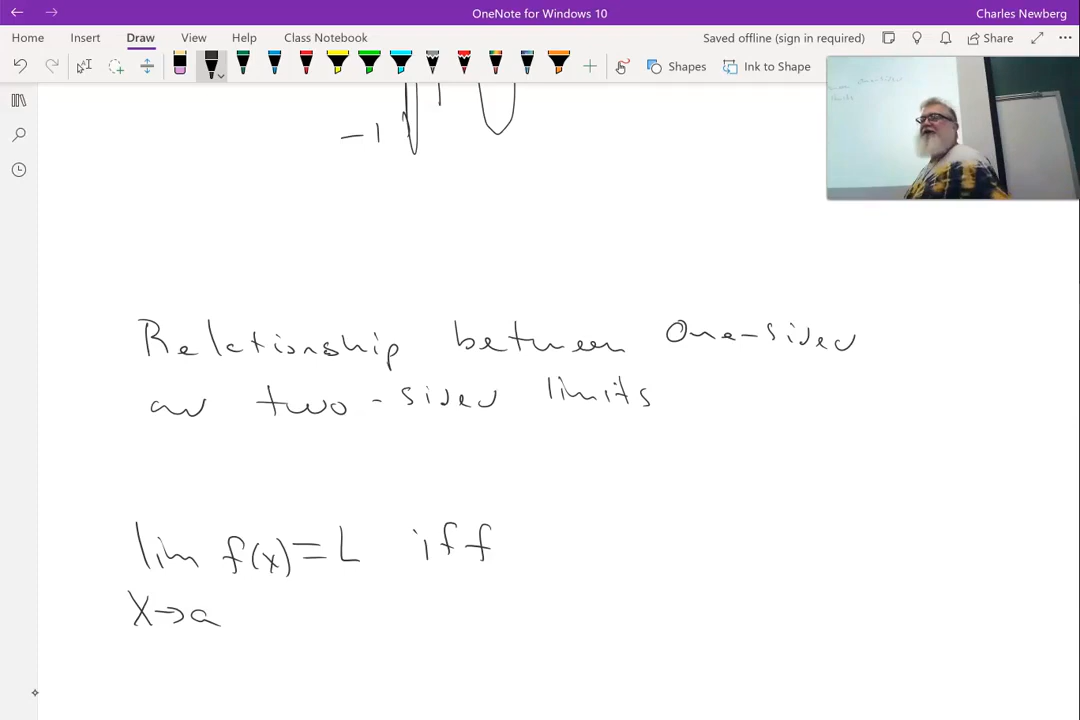 OneNote for Windows 10
Charles Newberg
Home Insert Draw View Help Class Notebook
Saved offline (sign in required)
Share
Shapes
Ink to Shape
-1
Relationship between One-sided
and two-sided limits
lim f(x) = L iff
x→a